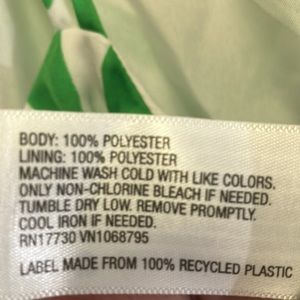 BODY: 100% POLYESTER
LINING: 100% POLYESTER
MACHINE WASH COLD WITH LIKE COLORS.
ONLY NON-CHLORINE BLEACH IF NEEDED.
TUMBLE DRY LOW. REMOVE PROMPTLY.
COOL IRON IF NEEDED.
RN17730 VN1068795
LABEL MADE FROM 100% RECYCLED PLASTIC